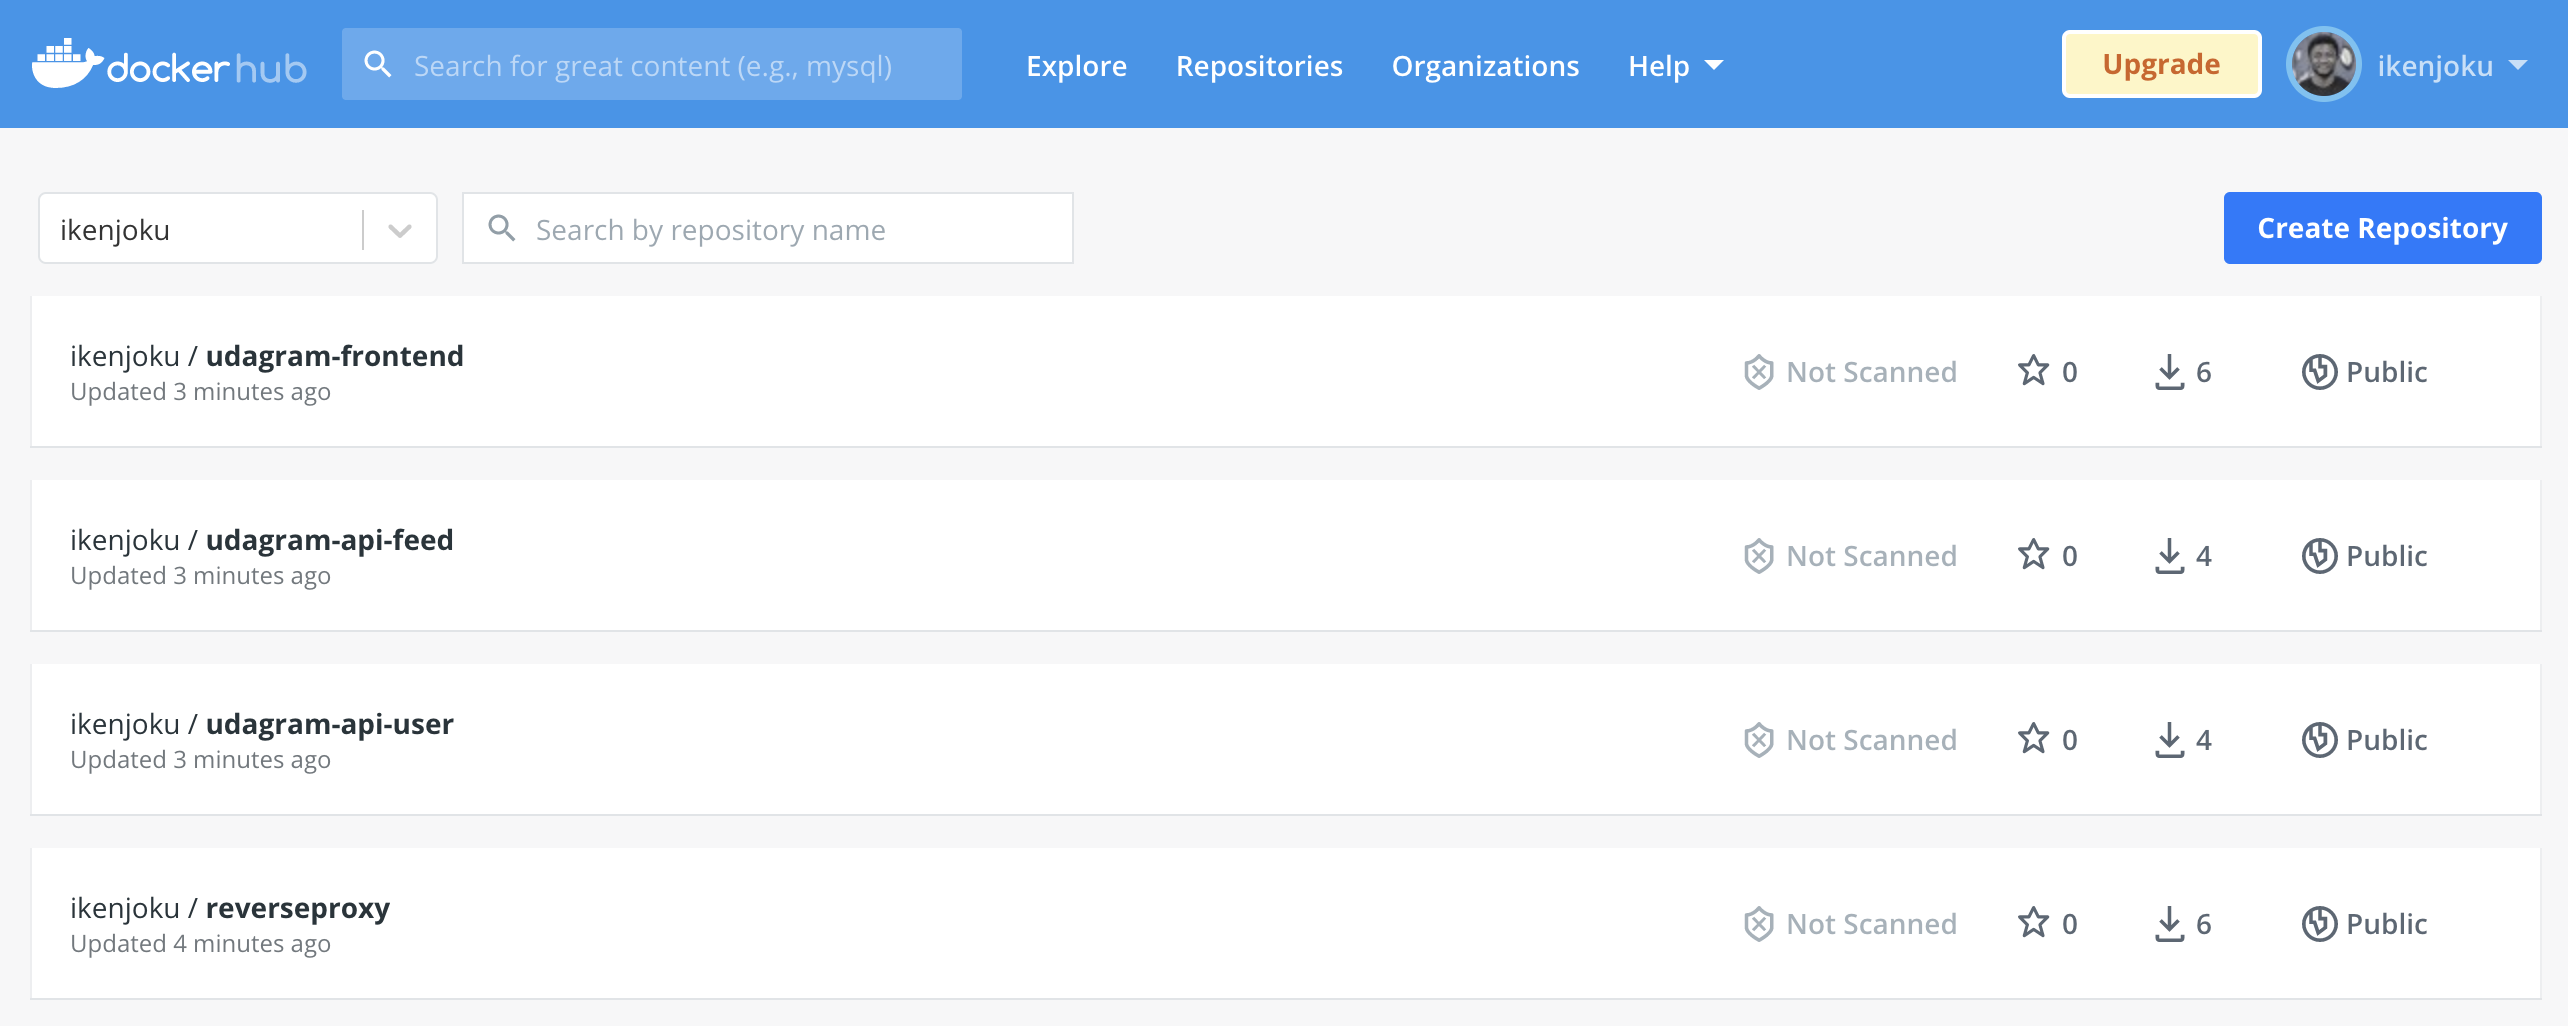 docker hub Search for great content (e.g., mysql) Explore Repositories Organizations Help Upgrade ikenjoku
ikenjoku Search by repository name Create Repository
ikenjoku / udagram-frontend Not Scanned 0 6 Public
Updated 3 minutes ago
ikenjoku / udagram-api-feed Not Scanned 0 4 Public
Updated 3 minutes ago
ikenjoku / udagram-api-user Not Scanned 0 4 Public
Updated 3 minutes ago
ikenjoku / reverseproxy Not Scanned 0 6 Public
Updated 4 minutes ago